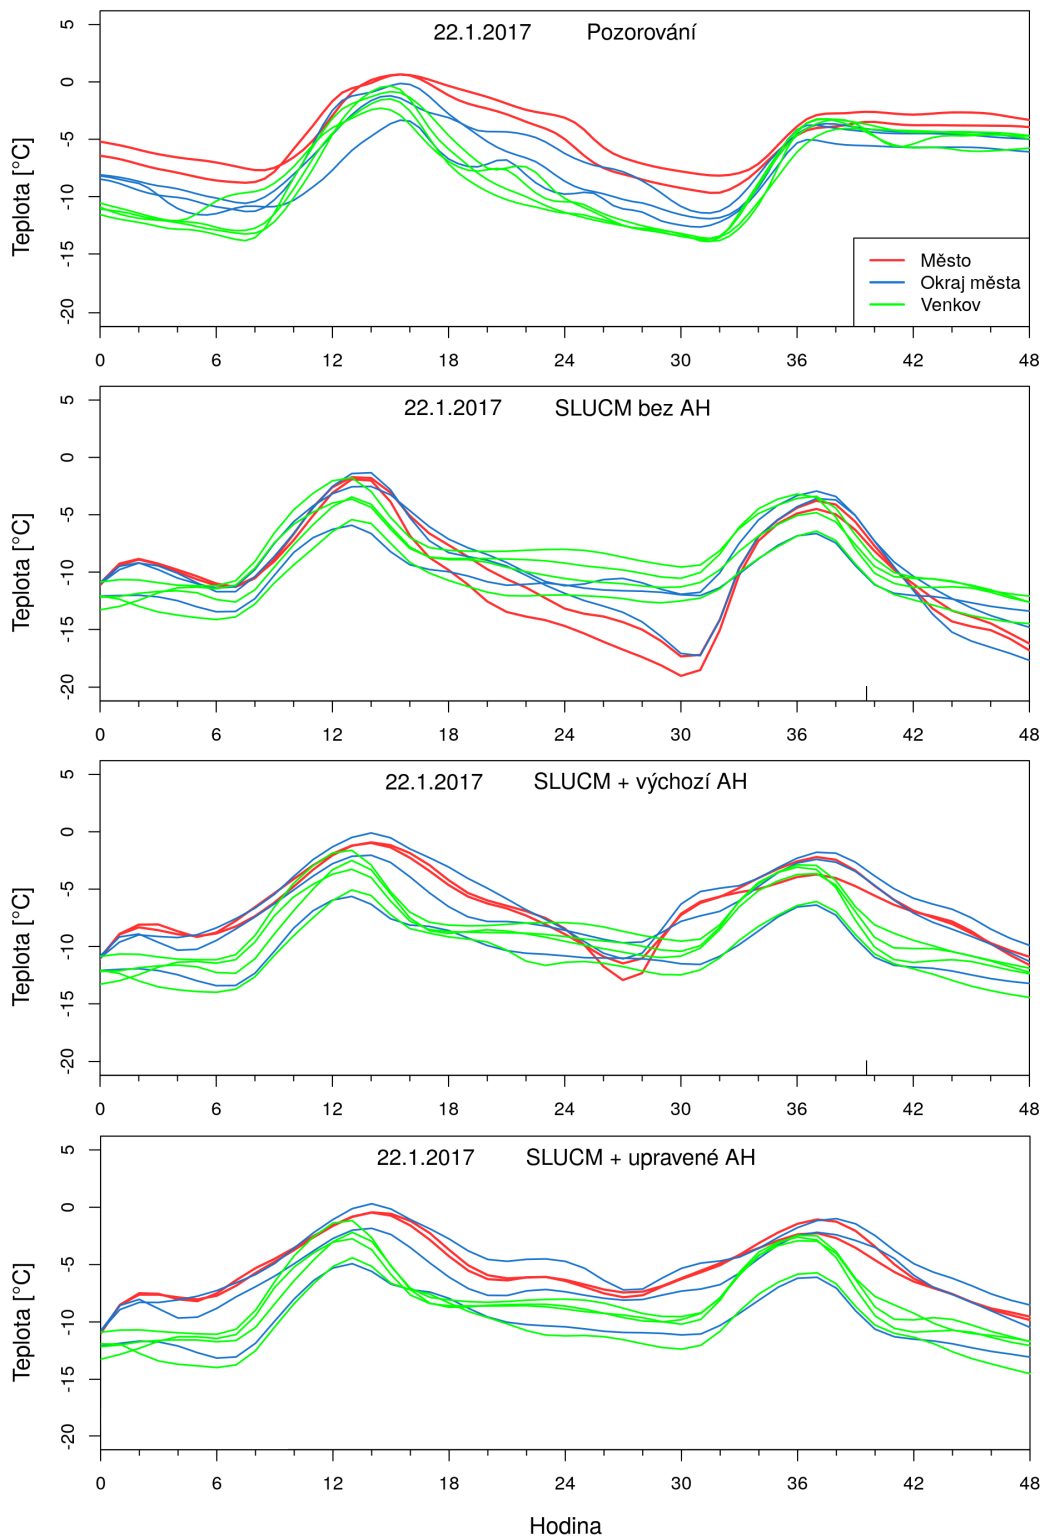 22.1.2017 Pozorování
Teplota [°C]
5
0
-5
-10
-15
-20
Město
Okraj města
Venkov
0 6 12 18 24 30 36 42 48
22.1.2017 SLUCM bez AH
Teplota [°C]
5
0
-5
-10
-15
-20
0 6 12 18 24 30 36 42 48
22.1.2017 SLUCM + výchozí AH
Teplota [°C]
5
0
-5
-10
-15
-20
0 6 12 18 24 30 36 42 48
22.1.2017 SLUCM + upravené AH
Teplota [°C]
5
0
-5
-10
-15
-20
0 6 12 18 24 30 36 42 48
Hodina